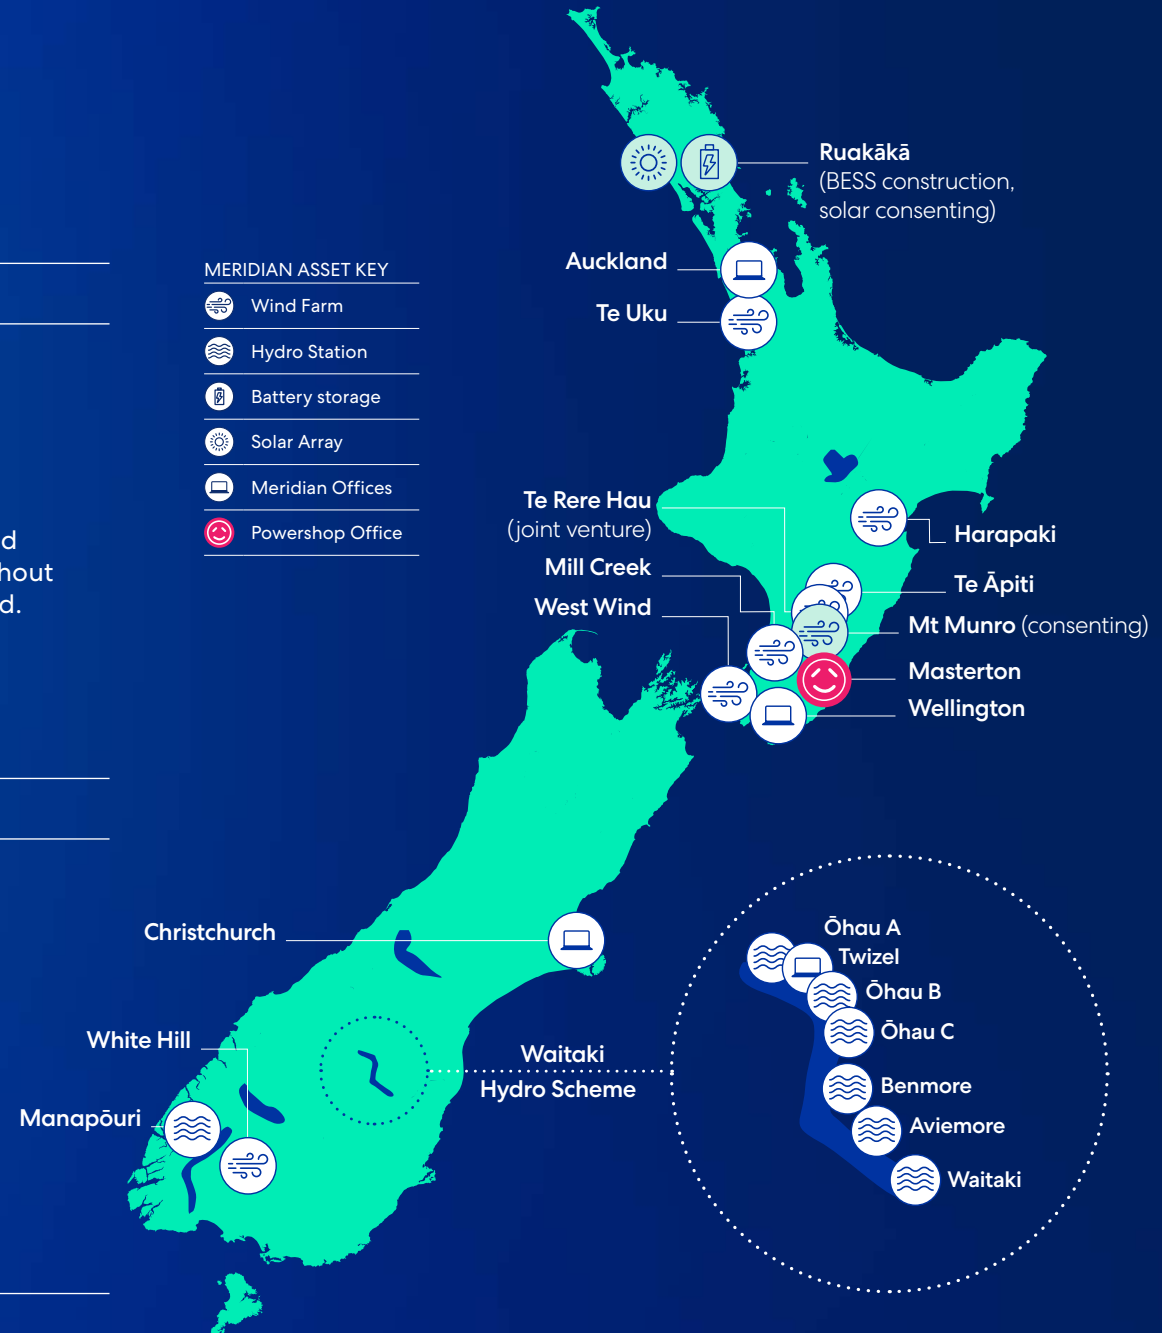 d
hout
d.
MERIDIAN ASSET KEY
Wind Farm
Hydro Station
Battery storage
Solar Array
Meridian Offices
Powershop Office
Ruakākā
(BESS construction,
solar consenting)
Auckland
Te Uku
Te Rere Hau
(joint venture)
Mill Creek
West Wind
Harapaki
Te Āpiti
Mt Munro (consenting)
Masterton
Wellington
Christchurch
White Hill
Manapōuri
Waitaki
Hydro Scheme
Ōhau A
Twizel
Ōhau B
Ōhau C
Benmore
Aviemore
Waitaki